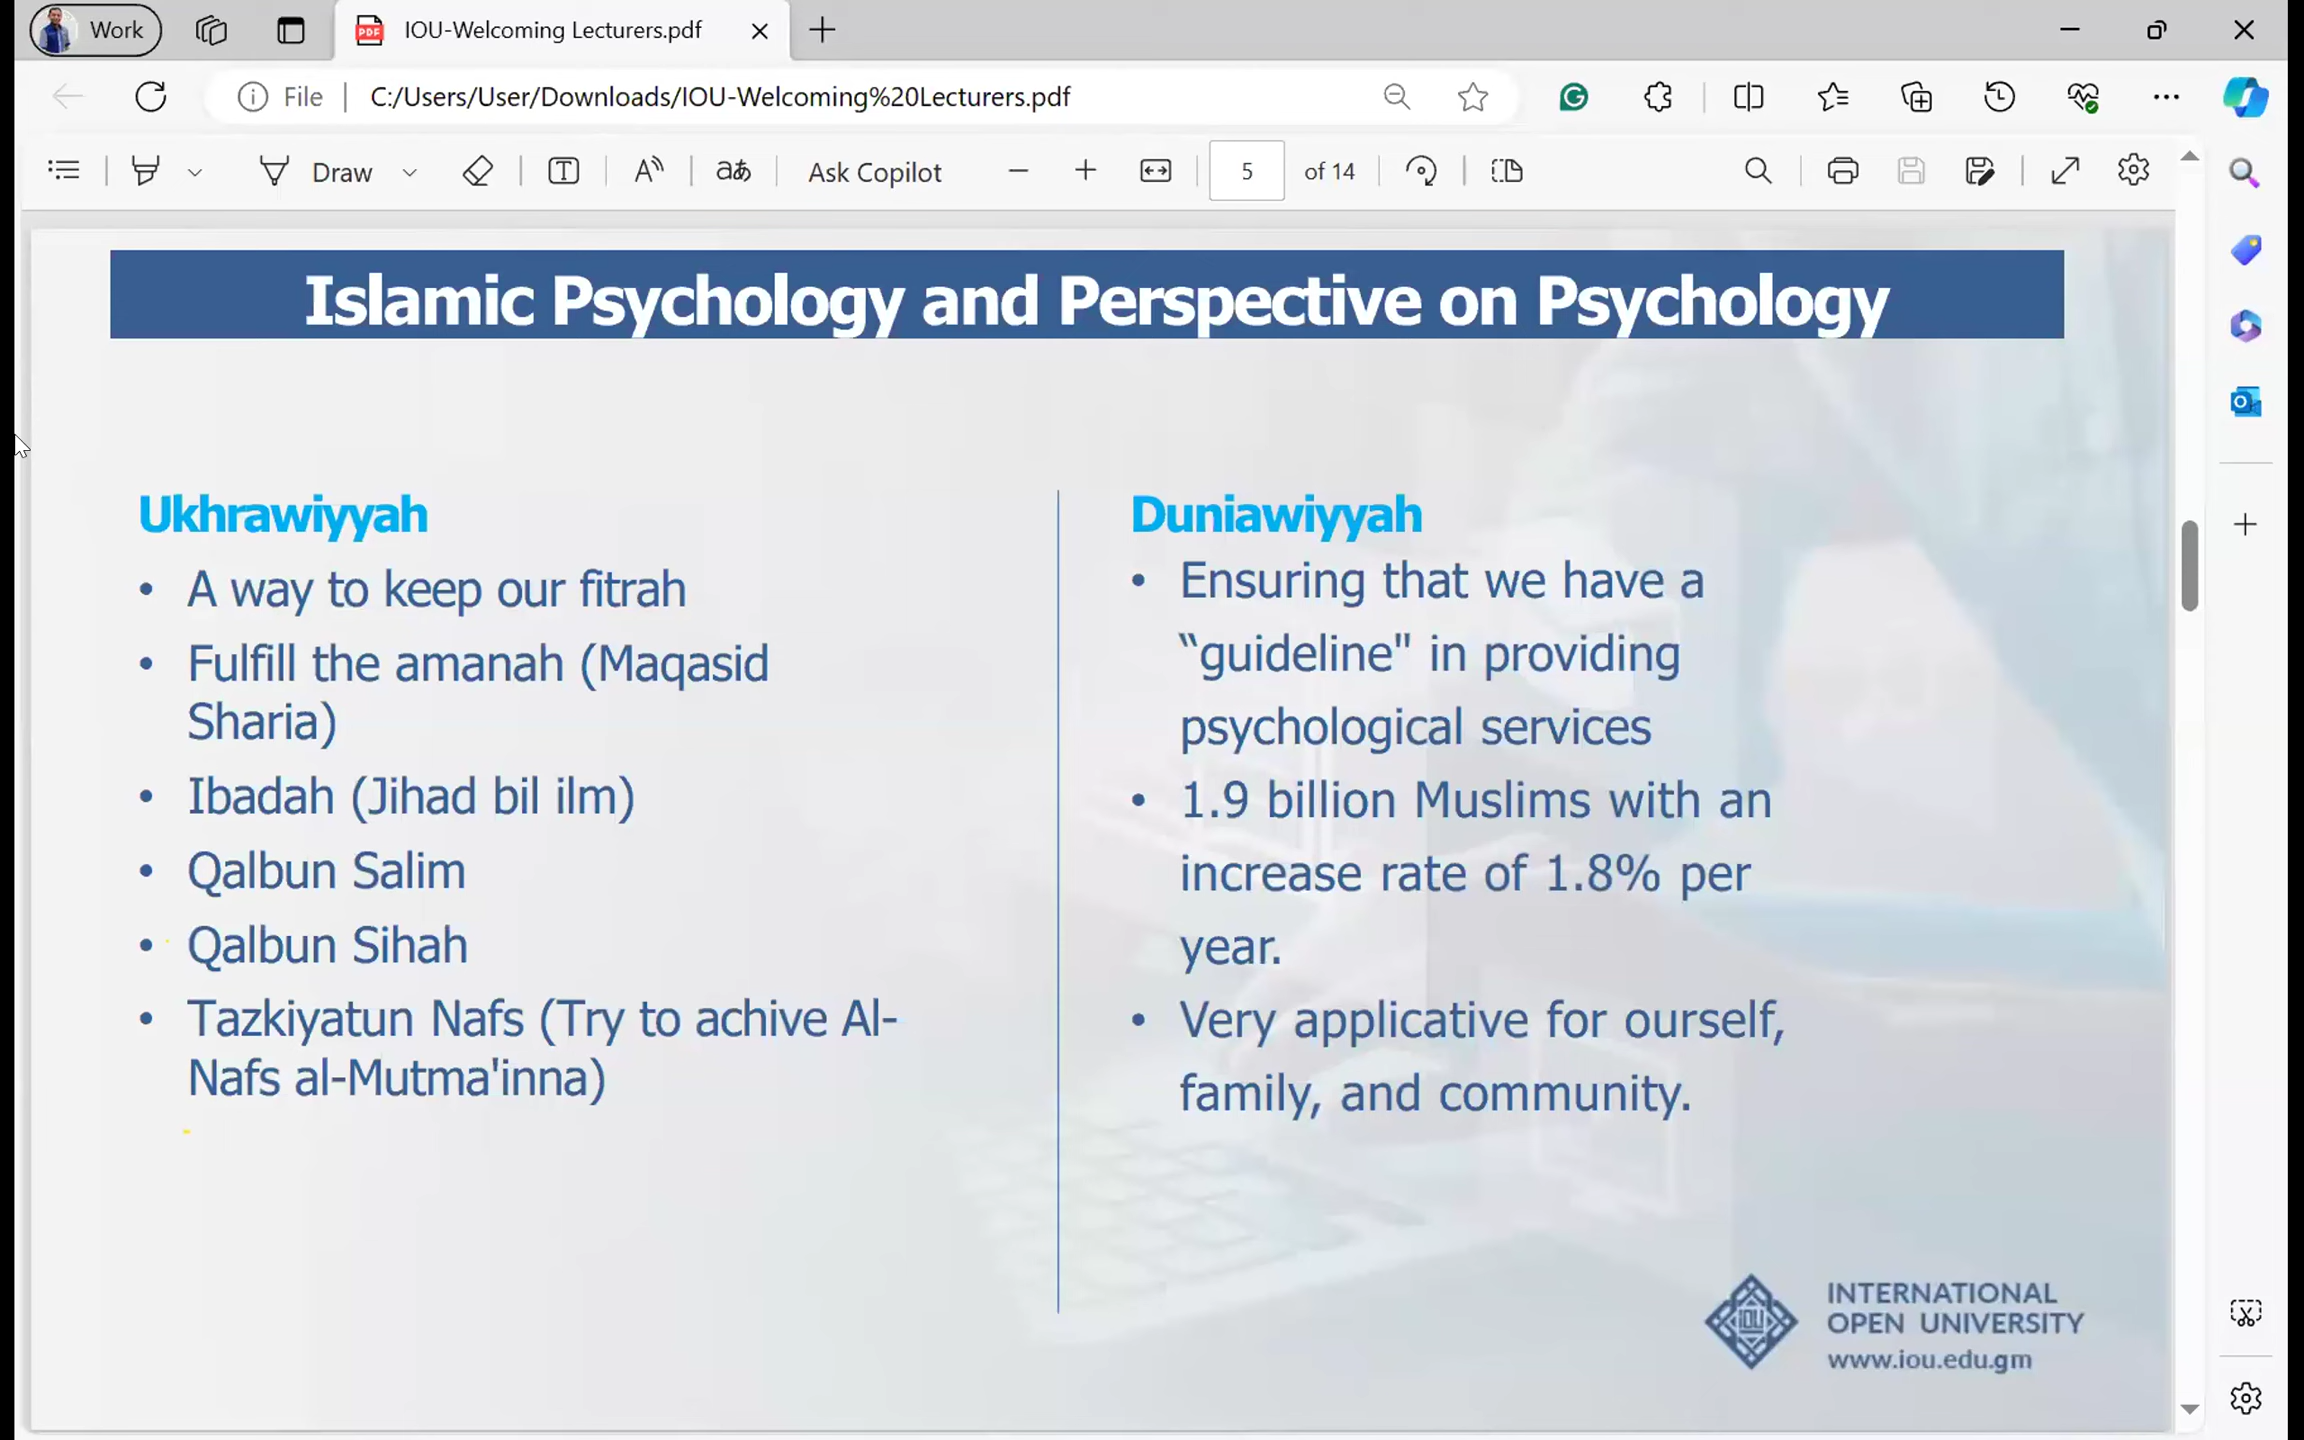 Work
IOU-Welcoming Lecturers.pdf
File
C:/Users/User/Downloads/IOU-Welcoming%20Lecturers.pdf
Draw
Ask Copilot
5 of 14
Islamic Psychology and Perspective on Psychology
Ukhrawiyyah
• A way to keep our fitrah
• Fulfill the amanah (Maqasid
Sharia)
• Ibadah (Jihad bil ilm)
• Qalbun Salim
• Qalbun Sihah
• Tazkiyatun Nafs (Try to achive Al-
Nafs al-Mutma'inna)
Duniawiyyah
• Ensuring that we have a
“guideline" in providing
psychological services
• 1.9 billion Muslims with an
increase rate of 1.8% per
year.
• Very applicative for ourself,
family, and community.
IOU
INTERNATIONAL
OPEN UNIVERSITY
www.iou.edu.gm